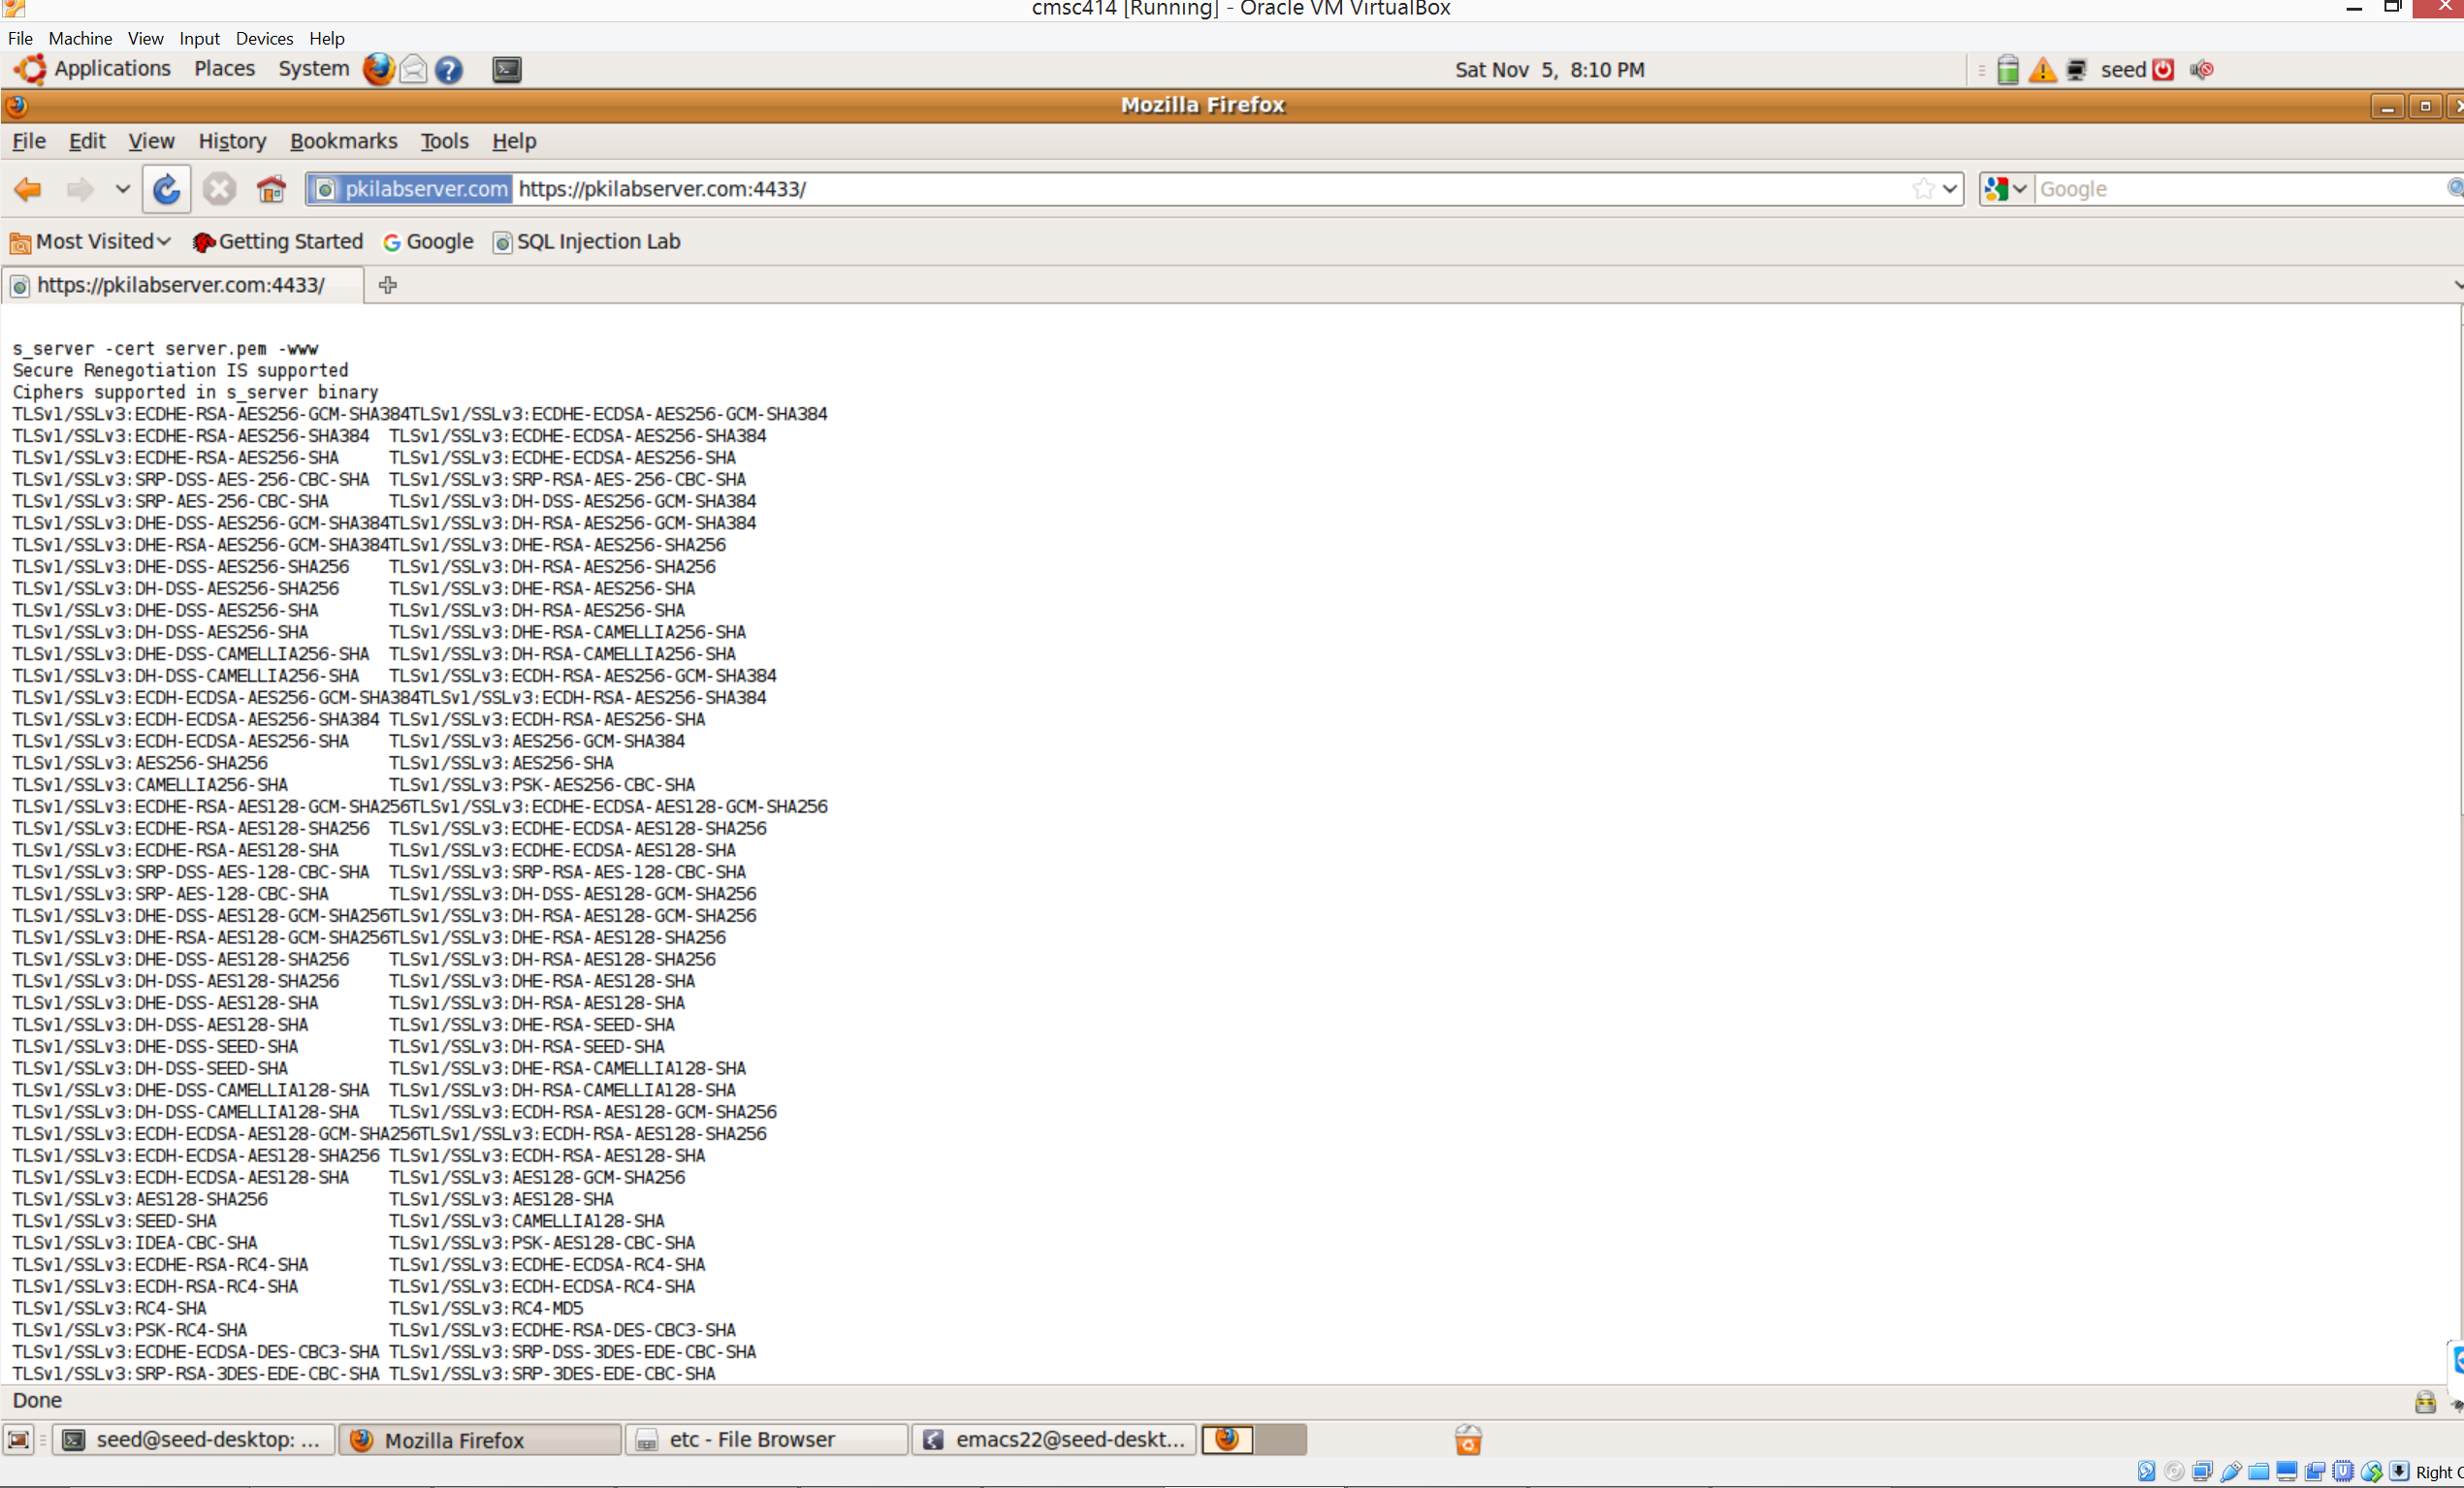 cmsc414 [Running] - Oracle VM VirtualBox
File Machine View Input Devices Help
Applications Places System Sat Nov 5, 8:10 PM seed
Mozilla Firefox
File Edit View History Bookmarks Tools Help
pkilabserver.com https://pkilabserver.com:4433/ Google
Most Visited Getting Started Google SQL Injection Lab
https://pkilabserver.com:4433/
s_server -cert server.pem -www
Secure Renegotiation IS supported
Ciphers supported in s_server binary
TLSv1/SSLv3:ECDHE-RSA-AES256-GCM-SHA384TLSv1/SSLv3:ECDHE-ECDSA-AES256-GCM-SHA384
TLSv1/SSLv3:ECDHE-RSA-AES256-SHA384 TLSv1/SSLv3:ECDHE-ECDSA-AES256-SHA384
TLSv1/SSLv3:ECDHE-RSA-AES256-SHA TLSv1/SSLv3:ECDHE-ECDSA-AES256-SHA
TLSv1/SSLv3:SRP-DSS-AES-256-CBC-SHA TLSv1/SSLv3:SRP-RSA-AES-256-CBC-SHA
TLSv1/SSLv3:SRP-AES-256-CBC-SHA TLSv1/SSLv3:DH-DSS-AES256-GCM-SHA384
TLSv1/SSLv3:DHE-DSS-AES256-GCM-SHA384TLSv1/SSLv3:DH-RSA-AES256-GCM-SHA384
TLSv1/SSLv3:DHE-RSA-AES256-GCM-SHA384TLSv1/SSLv3:DHE-RSA-AES256-SHA256
TLSv1/SSLv3:DHE-DSS-AES256-SHA256 TLSv1/SSLv3:DH-RSA-AES256-SHA256
TLSv1/SSLv3:DH-DSS-AES256-SHA256 TLSv1/SSLv3:DHE-RSA-AES256-SHA
TLSv1/SSLv3:DHE-DSS-AES256-SHA TLSv1/SSLv3:DH-RSA-AES256-SHA
TLSv1/SSLv3:DH-DSS-AES256-SHA TLSv1/SSLv3:DHE-RSA-CAMELLIA256-SHA
TLSv1/SSLv3:DHE-DSS-CAMELLIA256-SHA TLSv1/SSLv3:DH-RSA-CAMELLIA256-SHA
TLSv1/SSLv3:DH-DSS-CAMELLIA256-SHA TLSv1/SSLv3:ECDH-RSA-AES256-GCM-SHA384
TLSv1/SSLv3:ECDH-ECDSA-AES256-GCM-SHA384TLSv1/SSLv3:ECDH-RSA-AES256-SHA384
TLSv1/SSLv3:ECDH-ECDSA-AES256-SHA384 TLSv1/SSLv3:ECDH-RSA-AES256-SHA
TLSv1/SSLv3:ECDH-ECDSA-AES256-SHA TLSv1/SSLv3:AES256-GCM-SHA384
TLSv1/SSLv3:AES256-SHA256 TLSv1/SSLv3:AES256-SHA
TLSv1/SSLv3:CAMELLIA256-SHA TLSv1/SSLv3:PSK-AES256-CBC-SHA
TLSv1/SSLv3:ECDHE-RSA-AES128-GCM-SHA256TLSv1/SSLv3:ECDHE-ECDSA-AES128-GCM-SHA256
TLSv1/SSLv3:ECDHE-RSA-AES128-SHA256 TLSv1/SSLv3:ECDHE-ECDSA-AES128-SHA256
TLSv1/SSLv3:ECDHE-RSA-AES128-SHA TLSv1/SSLv3:ECDHE-ECDSA-AES128-SHA
TLSv1/SSLv3:SRP-DSS-AES-128-CBC-SHA TLSv1/SSLv3:SRP-RSA-AES-128-CBC-SHA
TLSv1/SSLv3:SRP-AES-128-CBC-SHA TLSv1/SSLv3:DH-DSS-AES128-GCM-SHA256
TLSv1/SSLv3:DHE-DSS-AES128-GCM-SHA256TLSv1/SSLv3:DH-RSA-AES128-GCM-SHA256
TLSv1/SSLv3:DHE-RSA-AES128-GCM-SHA256TLSv1/SSLv3:DHE-RSA-AES128-SHA256
TLSv1/SSLv3:DHE-DSS-AES128-SHA256 TLSv1/SSLv3:DH-RSA-AES128-SHA256
TLSv1/SSLv3:DH-DSS-AES128-SHA256 TLSv1/SSLv3:DHE-RSA-AES128-SHA
TLSv1/SSLv3:DHE-DSS-AES128-SHA TLSv1/SSLv3:DH-RSA-AES128-SHA
TLSv1/SSLv3:DH-DSS-AES128-SHA TLSv1/SSLv3:DHE-RSA-SEED-SHA
TLSv1/SSLv3:DHE-DSS-SEED-SHA TLSv1/SSLv3:DH-RSA-SEED-SHA
TLSv1/SSLv3:DH-DSS-SEED-SHA TLSv1/SSLv3:DHE-RSA-CAMELLIA128-SHA
TLSv1/SSLv3:DHE-DSS-CAMELLIA128-SHA TLSv1/SSLv3:DH-RSA-CAMELLIA128-SHA
TLSv1/SSLv3:DH-DSS-CAMELLIA128-SHA TLSv1/SSLv3:ECDH-RSA-AES128-GCM-SHA256
TLSv1/SSLv3:ECDH-ECDSA-AES128-GCM-SHA256TLSv1/SSLv3:ECDH-RSA-AES128-SHA256
TLSv1/SSLv3:ECDH-ECDSA-AES128-SHA256 TLSv1/SSLv3:ECDH-RSA-AES128-SHA
TLSv1/SSLv3:ECDH-ECDSA-AES128-SHA TLSv1/SSLv3:AES128-GCM-SHA256
TLSv1/SSLv3:AES128-SHA256 TLSv1/SSLv3:AES128-SHA
TLSv1/SSLv3:SEED-SHA TLSv1/SSLv3:CAMELLIA128-SHA
TLSv1/SSLv3:IDEA-CBC-SHA TLSv1/SSLv3:PSK-AES128-CBC-SHA
TLSv1/SSLv3:ECDHE-RSA-RC4-SHA TLSv1/SSLv3:ECDHE-ECDSA-RC4-SHA
TLSv1/SSLv3:ECDH-RSA-RC4-SHA TLSv1/SSLv3:ECDH-ECDSA-RC4-SHA
TLSv1/SSLv3:RC4-SHA TLSv1/SSLv3:RC4-MD5
TLSv1/SSLv3:PSK-RC4-SHA TLSv1/SSLv3:ECDHE-RSA-DES-CBC3-SHA
TLSv1/SSLv3:ECDHE-ECDSA-DES-CBC3-SHA TLSv1/SSLv3:SRP-DSS-3DES-EDE-CBC-SHA
TLSv1/SSLv3:SRP-RSA-3DES-EDE-CBC-SHA TLSv1/SSLv3:SRP-3DES-EDE-CBC-SHA
Done
seed@seed-desktop: ... Mozilla Firefox etc - File Browser emacs22@seed-deskt...
Right